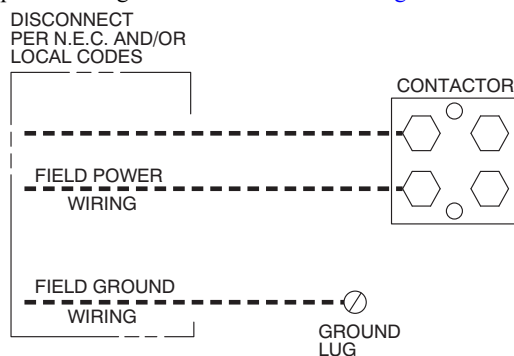 DISCONNECT
PER N.E.C. AND/OR
LOCAL CODES
CONTACTOR
FIELD POWER
WIRING
FIELD GROUND
WIRING
GROUND
LUG